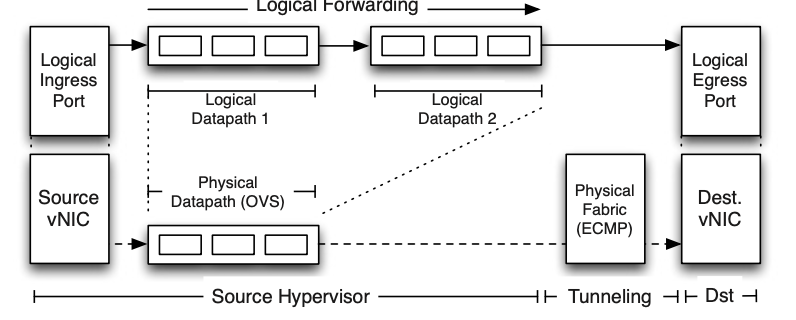 Logical Forwarding
Logical
Ingress
Port
Logical
Datapath 1
Logical
Datapath 2
Logical
Egress
Port
Source
vNIC
Physical
Datapath (OVS)
Physical
Fabric
(ECMP)
Dest.
vNIC
Source Hypervisor
Tunneling
Dst